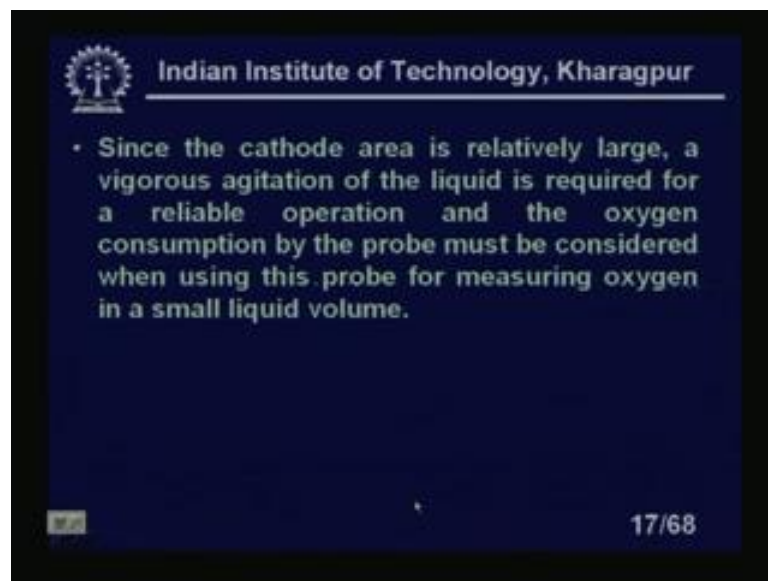 Indian Institute of Technology, Kharagpur
• Since the cathode area is relatively large, a
vigorous agitation of the liquid is required for
a reliable operation and the oxygen
consumption by the probe must be considered
when using this probe for measuring oxygen
in a small liquid volume.
17/68